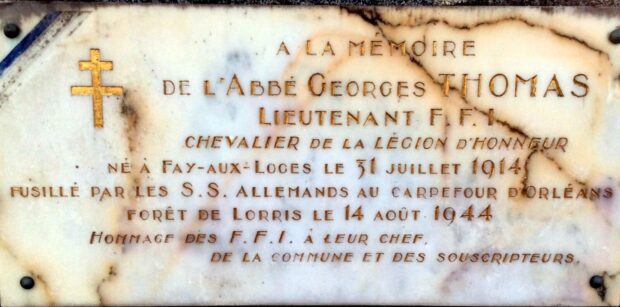 A LA MÉMOIRE
DE L'ABBÉ GEORGES THOMAS
LIEUTENANT F.F.I.
CHEVALIER DE LA LÉGION D'HONNEUR
NÉ À FAY-AUX-LOGES LE 31 JUILLET 1914
FUSILLÉ PAR LES S.S. ALLEMANDS AU CARREFOUR D'ORLÉANS
FORÊT DE LORRIS LE 14 AOÛT 1944
HOMMAGE DES F.F.I. À LEUR CHEF.
DE LA COMMUNE ET DES SOUSCRIPTEURS.